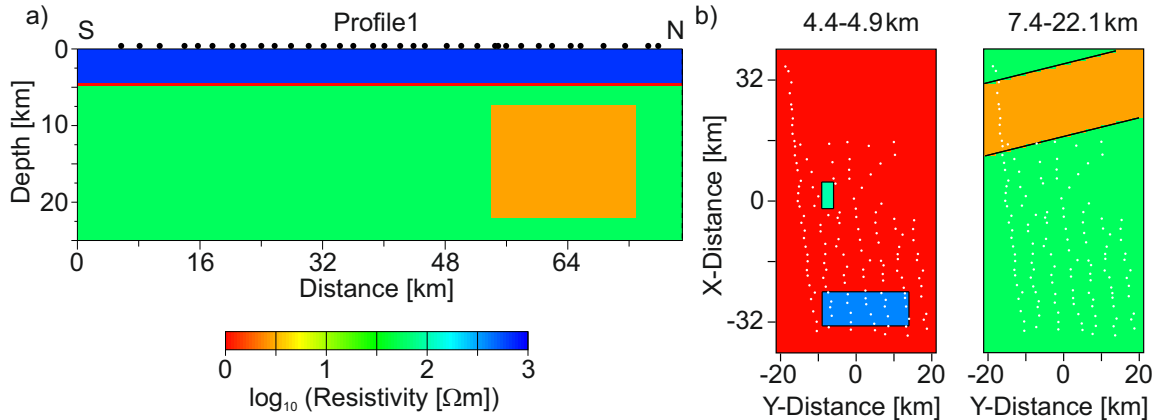 a)
S
Profile1
N
0
10
20
Depth [km]
0
16
32
48
64
Distance [km]
0
1
2
3
log₁₀ (Resistivity [Ωm])
b)
4.4-4.9km
7.4-22.1km
32
0
-32
X-Distance [km]
-20
0
20
-20
0
20
Y-Distance [km]
Y-Distance [km]